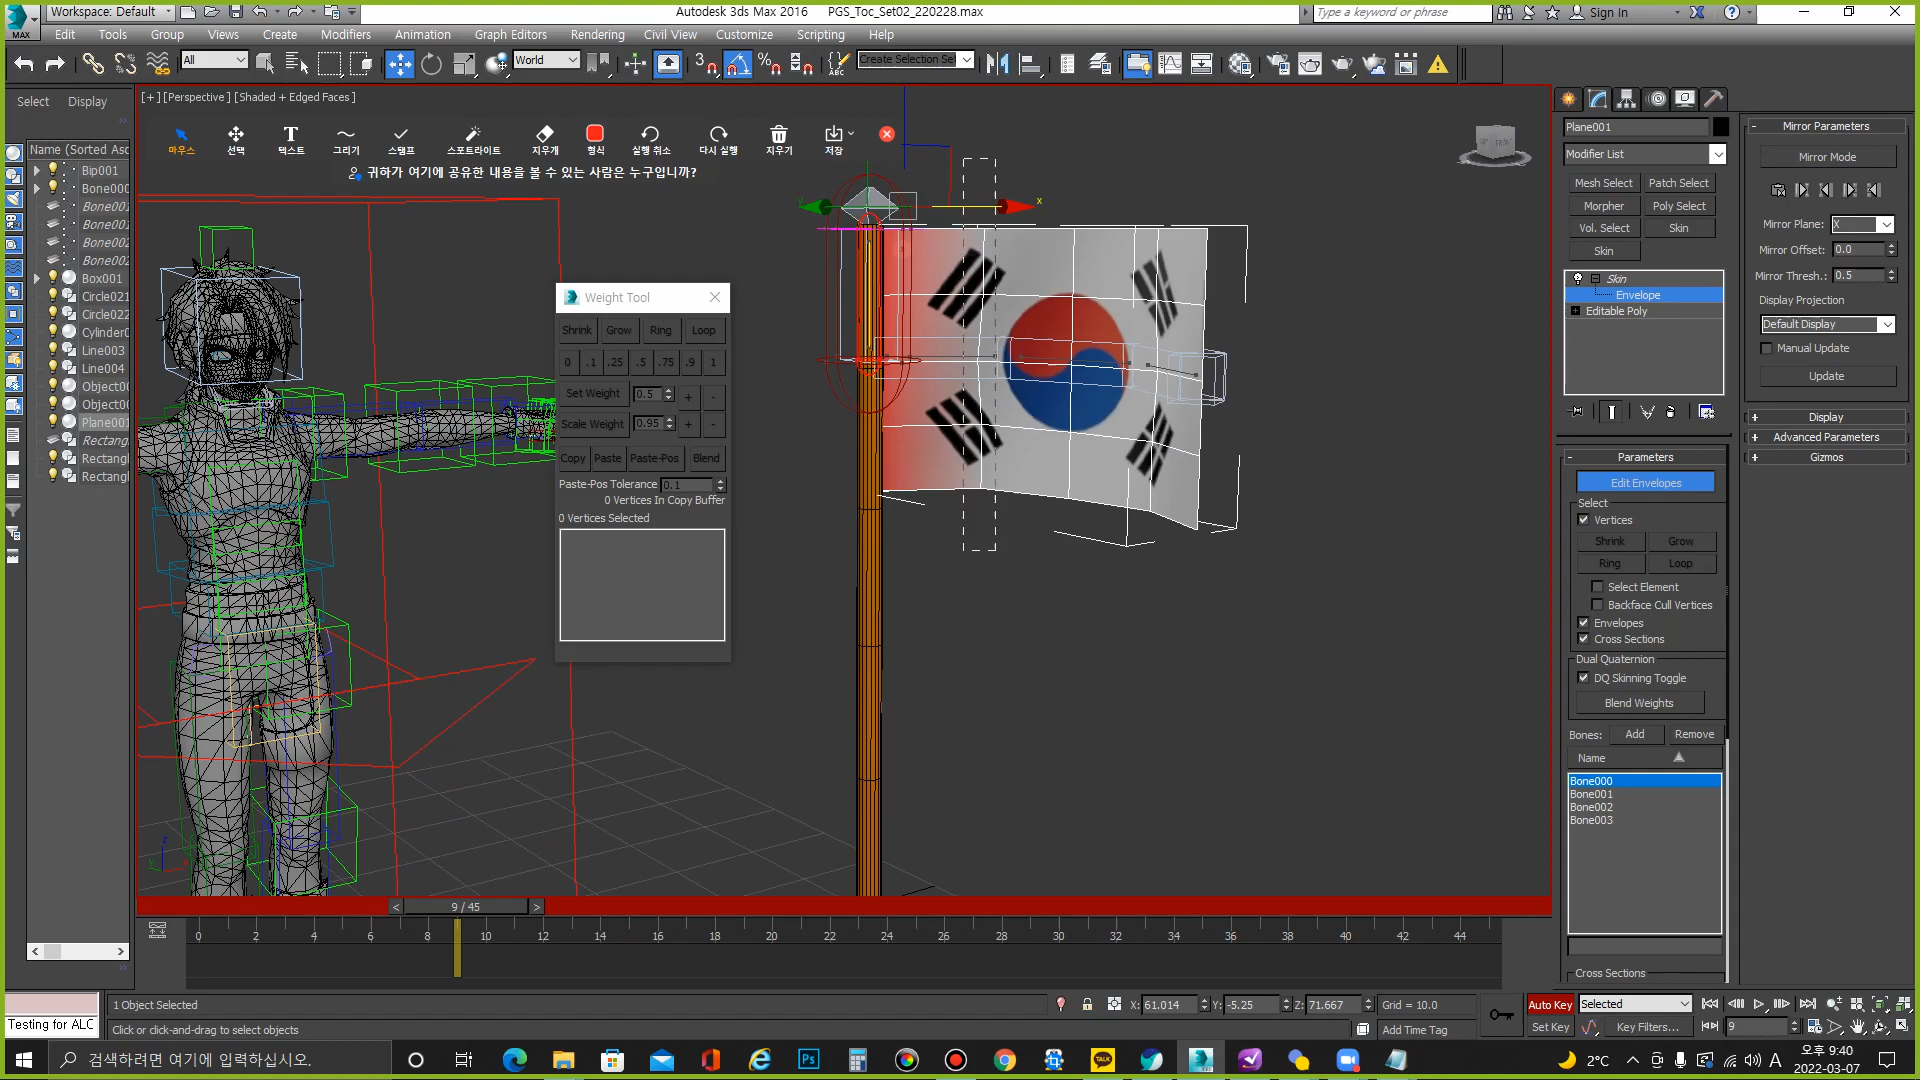 Workspace: Default
Autodesk 3ds Max 2016 PGS_Toc_Set02_220228.max
Type a keyword or phrase
Sign In
MAX
Edit Tools Group Views Create Modifiers Animation Graph Editors Rendering Civil View Customize Scripting Help
All
World
Create Selection Se
Select Display
[+] [Perspective] [Shaded + Edged Faces]
Name (Sorted Asc
Bip001
Bone000
Bone001
Bone001
Bone002
Bone002
Box001
Circle021
Circle022
Cylinder
Line003
Line004
Object00
Object00
Plane001
Rectang
Rectangl
Rectangl
마우스 선택 텍스트 그리기 스탬프 스포트라이트 지우개 형식 실행 취소 다시 실행 지우기 저장
귀하가 여기에 공유한 내용을 볼 수 있는 사람은 누구입니까?
x
y
Weight Tool
Shrink Grow Ring Loop
0 .1 .25 .5 .75 .9 1
Set Weight 0.5 + -
Scale Weight 0.95 + -
Copy Paste Paste-Pos Blend
Paste-Pos Tolerance 0.1
0 Vertices In Copy Buffer
0 Vertices Selected
Plane001
Modifier List
Mesh Select Patch Select
Morpher Poly Select
Vol. Select Skin
Skin
Skin
Envelope
Editable Poly
Parameters
Edit Envelopes
Select
Vertices
Shrink Grow
Ring Loop
Select Element
Backface Cull Vertices
Envelopes
Cross Sections
Dual Quaternion
DQ Skinning Toggle
Blend Weights
Bones: Add Remove
Name
Bone000
Bone001
Bone002
Bone003
Cross Sections
Mirror Parameters
Mirror Mode
Mirror Plane: X
Mirror Offset: 0.0
Mirror Thresh.: 0.5
Display Projection
Default Display
Manual Update
Update
Display
Advanced Parameters
Gizmos
9 / 45
0 2 4 6 8 10 12 14 16 18 20 22 24 26 28 30 32 34 36 38 40 42 44
Testing for ALC
1 Object Selected
Click or click-and-drag to select objects
X: 61.014 Y: -5.25 Z: 71.667 Grid = 10.0
Add Time Tag
Auto Key Selected
Set Key Key Filters...
9
검색하려면 여기에 입력하십시오.
2°C
A
오후 9:40
2022-03-07